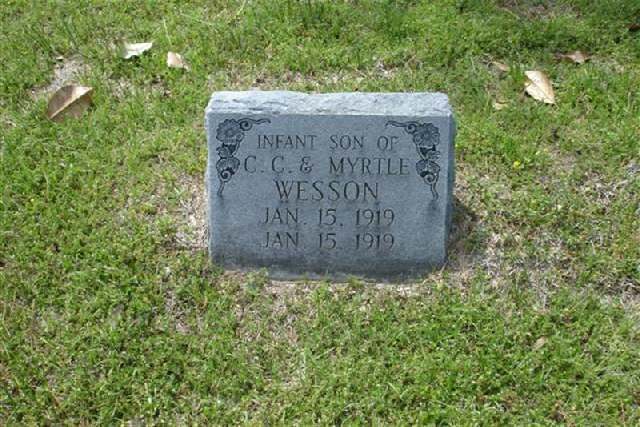 INFANT SON OF
C. C. & MYRTLE
WESSON
JAN. 15, 1919
JAN. 15, 1919